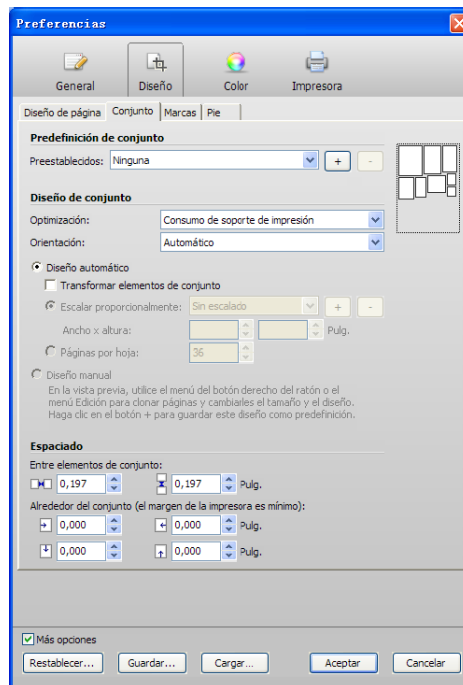 Preferencias
General Diseño Color Impresora
Diseño de página Conjunto Marcas Pie
Predefinición de conjunto
Preestablecidos: Ninguna + -
Diseño de conjunto
Optimización: Consumo de soporte de impresión
Orientación: Automático
Diseño automático
Transformar elementos de conjunto
Escalar proporcionalmente: Sin escalado + -
Ancho x altura: Pulg.
Páginas por hoja: 36
Diseño manual
En la vista previa, utilice el menú del botón derecho del ratón o el
menú Edición para clonar páginas y cambiarles el tamaño y el diseño.
Haga clic en el botón + para guardar este diseño como predefinición.
Espaciado
Entre elementos de conjunto:
0,197 0,197 Pulg.
Alrededor del conjunto (el margen de la impresora es mínimo):
0,000 0,000 Pulg.
0,000 0,000 Pulg.
Más opciones
Restablecer... Guardar... Cargar... Aceptar Cancelar